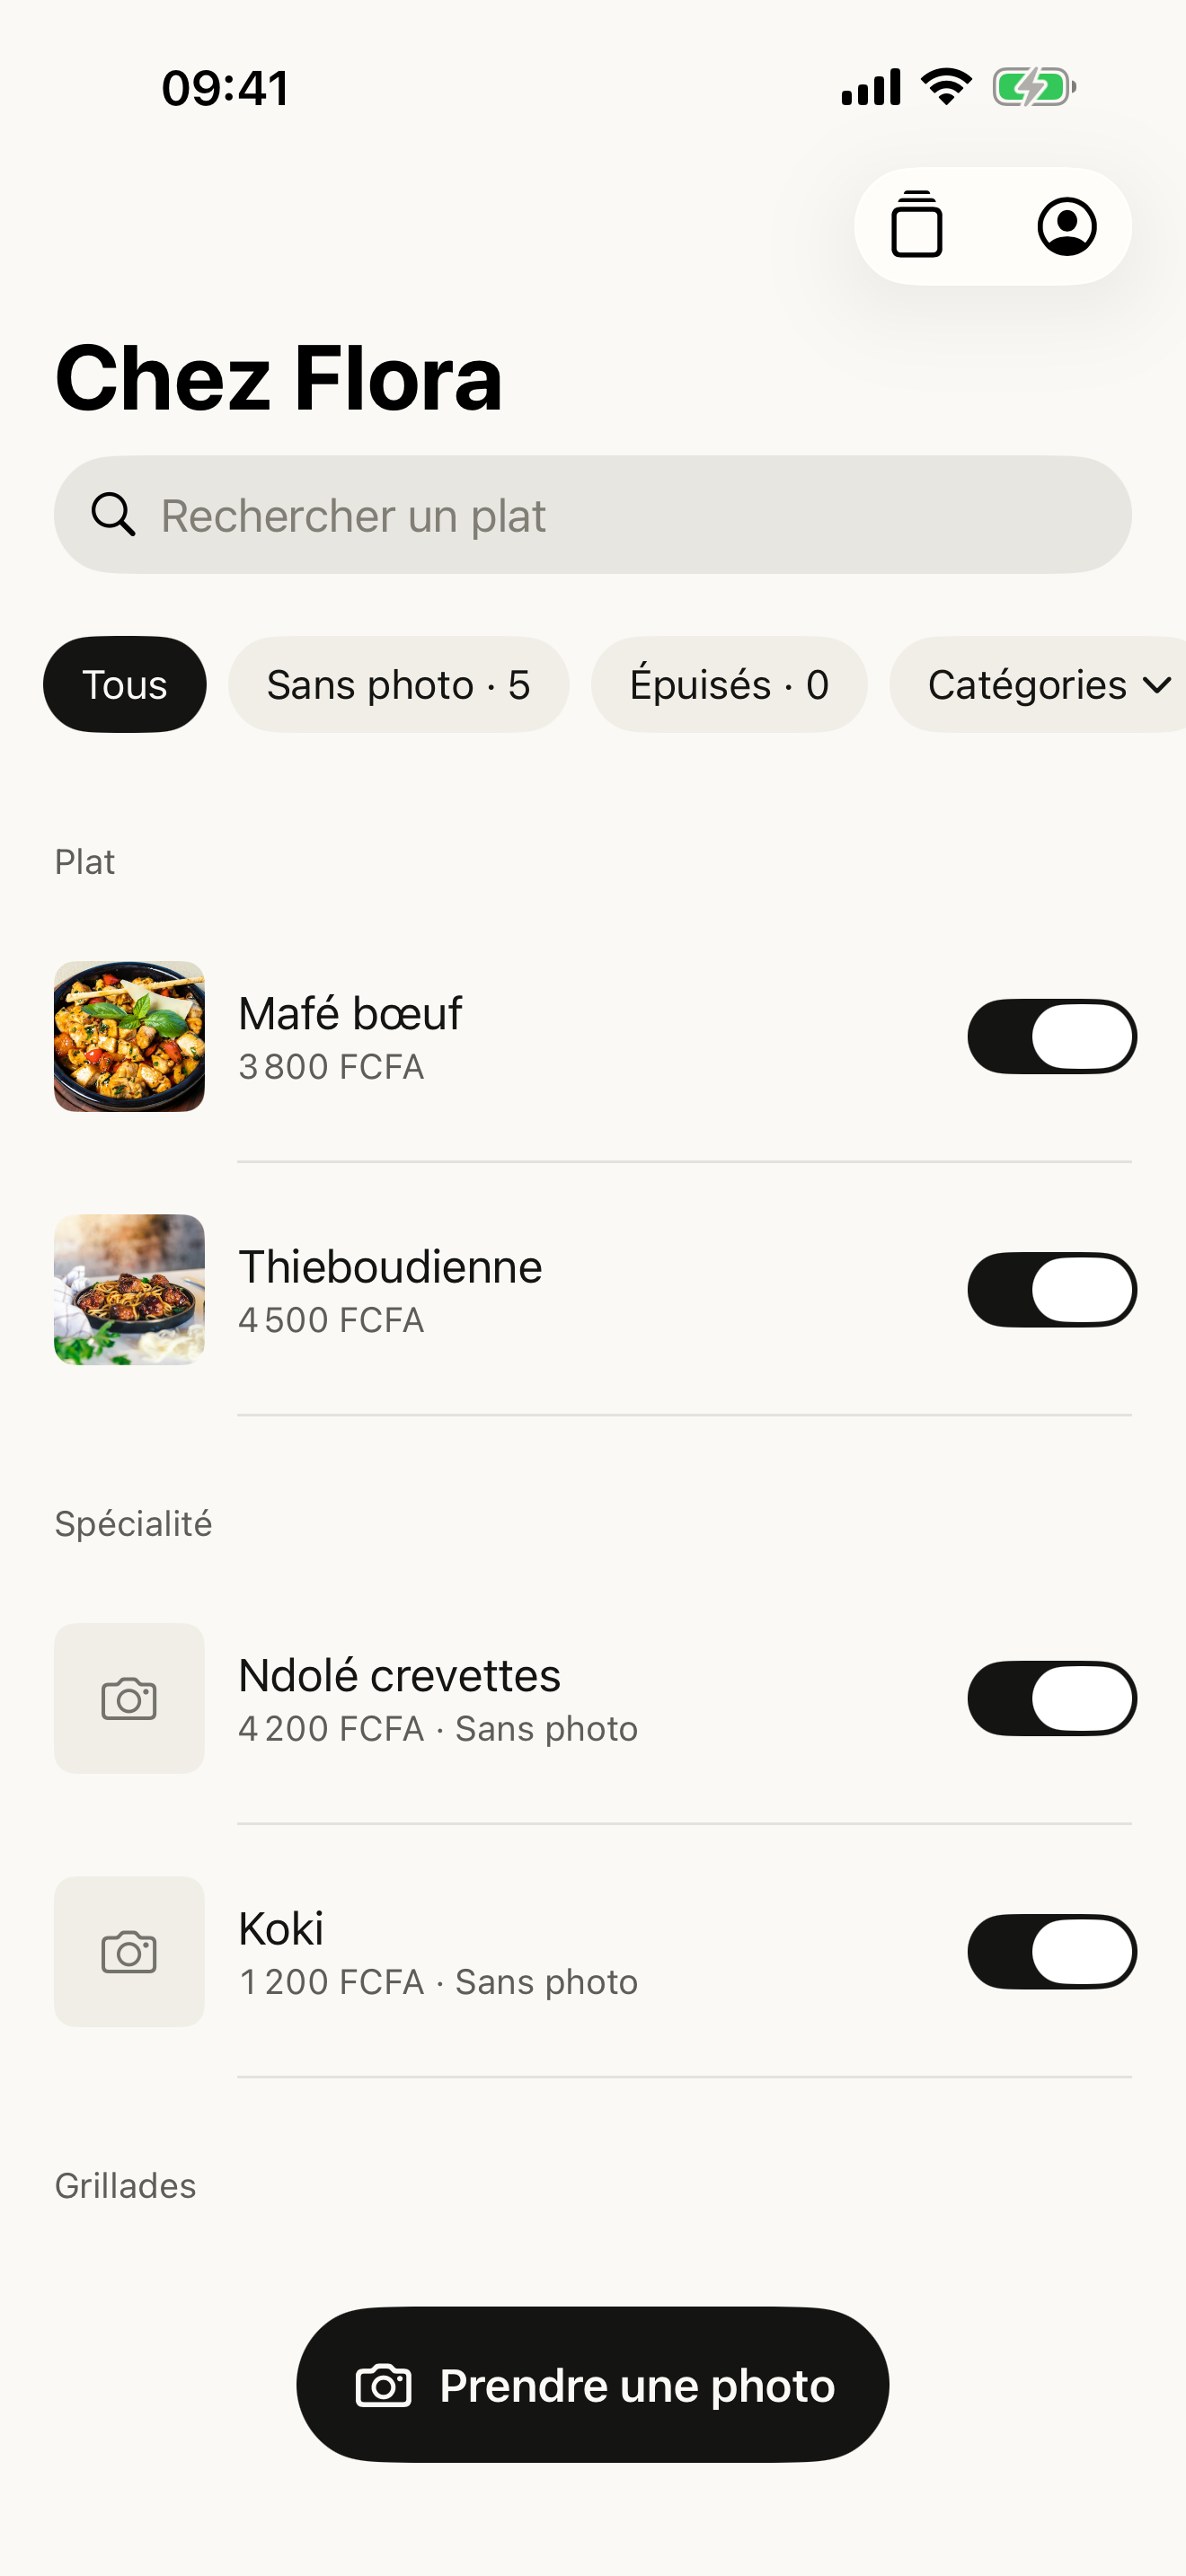 09:41
Chez Flora
Rechercher un plat
Tous
Sans photo · 5
Épuisés · 0
Catégories
Plat
Mafé bœuf
3 800 FCFA
Thieboudienne
4 500 FCFA
Spécialité
Ndolé crevettes
4 200 FCFA · Sans photo
Koki
1 200 FCFA · Sans photo
Grillades
Prendre une photo